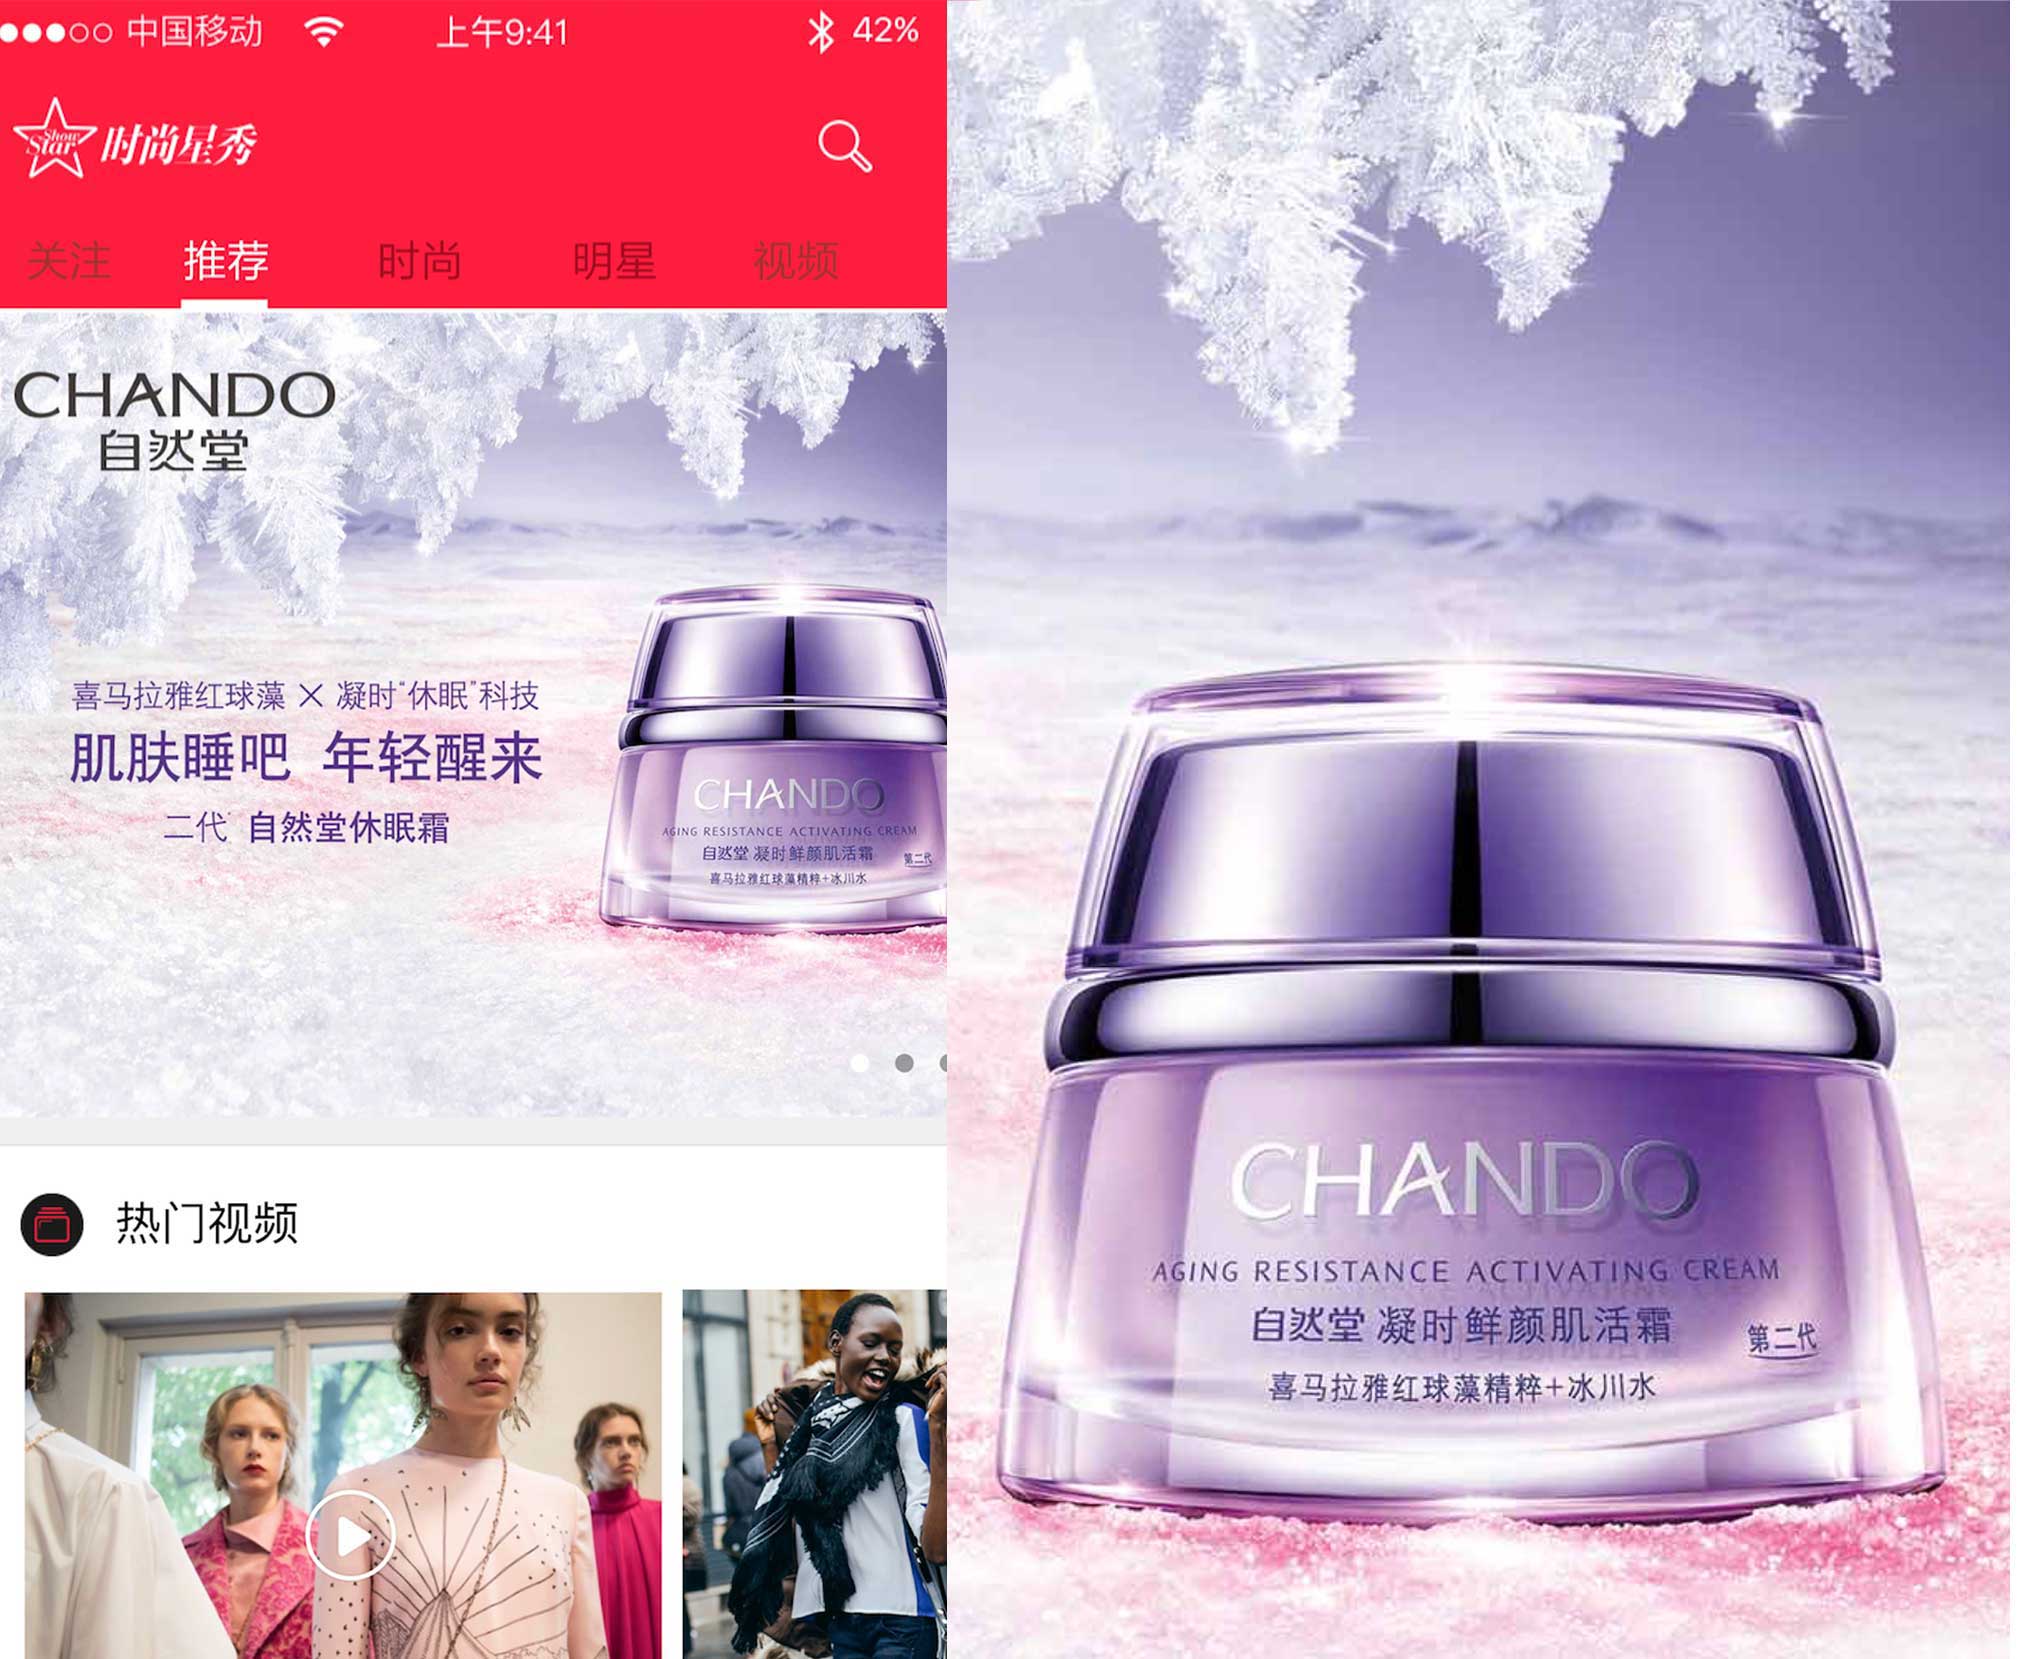 中国移动 上午9:41 42%
Show
Star 时尚星秀
关注 推荐 时尚 明星 视频
CHANDO
自然堂
喜马拉雅红球藻 × 凝时“休眠”科技
肌肤睡吧 年轻醒来
二代 自然堂休眠霜
CHANDO
AGING RESISTANCE ACTIVATING CREAM
自然堂 凝时鲜颜肌活霜
第二代
喜马拉雅红球藻精粹+冰川水
热门视频
CHANDO
AGING RESISTANCE ACTIVATING CREAM
自然堂 凝时鲜颜肌活霜
第二代
喜马拉雅红球藻精粹+冰川水